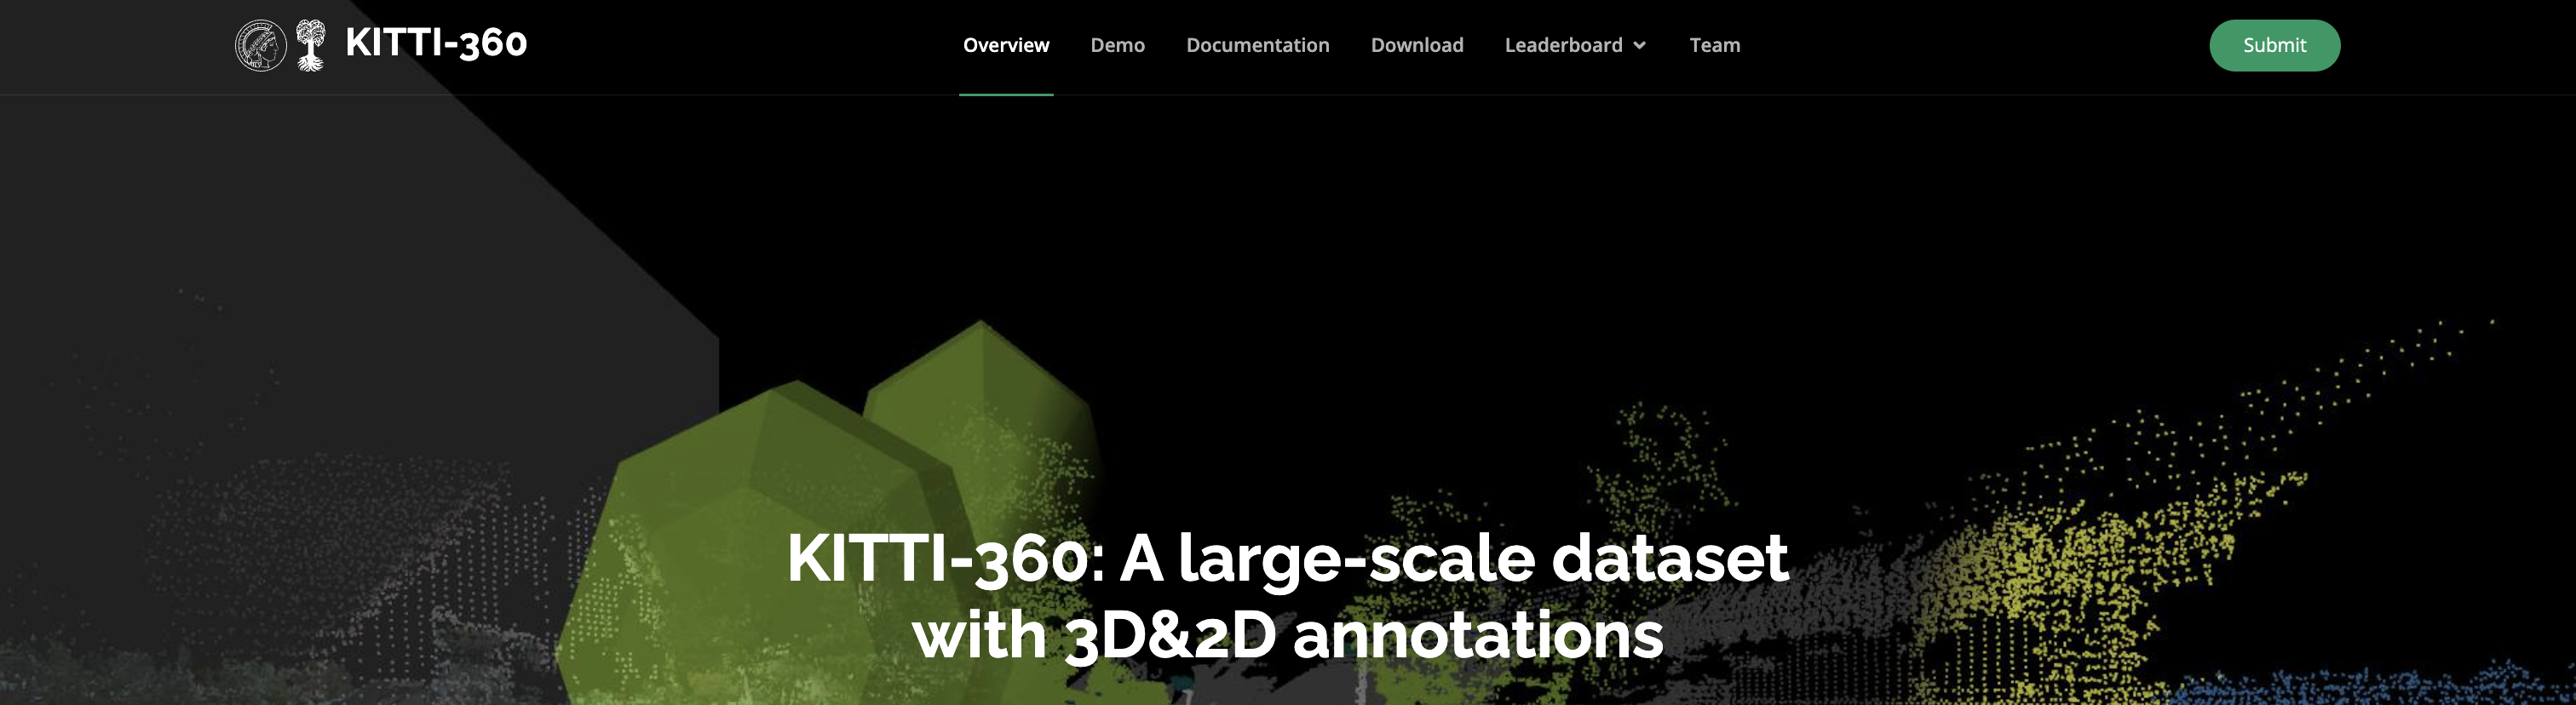 KITTI-360
Overview
Demo
Documentation
Download
Leaderboard
Team
Submit
KITTI-360: A large-scale dataset
with 3D&2D annotations